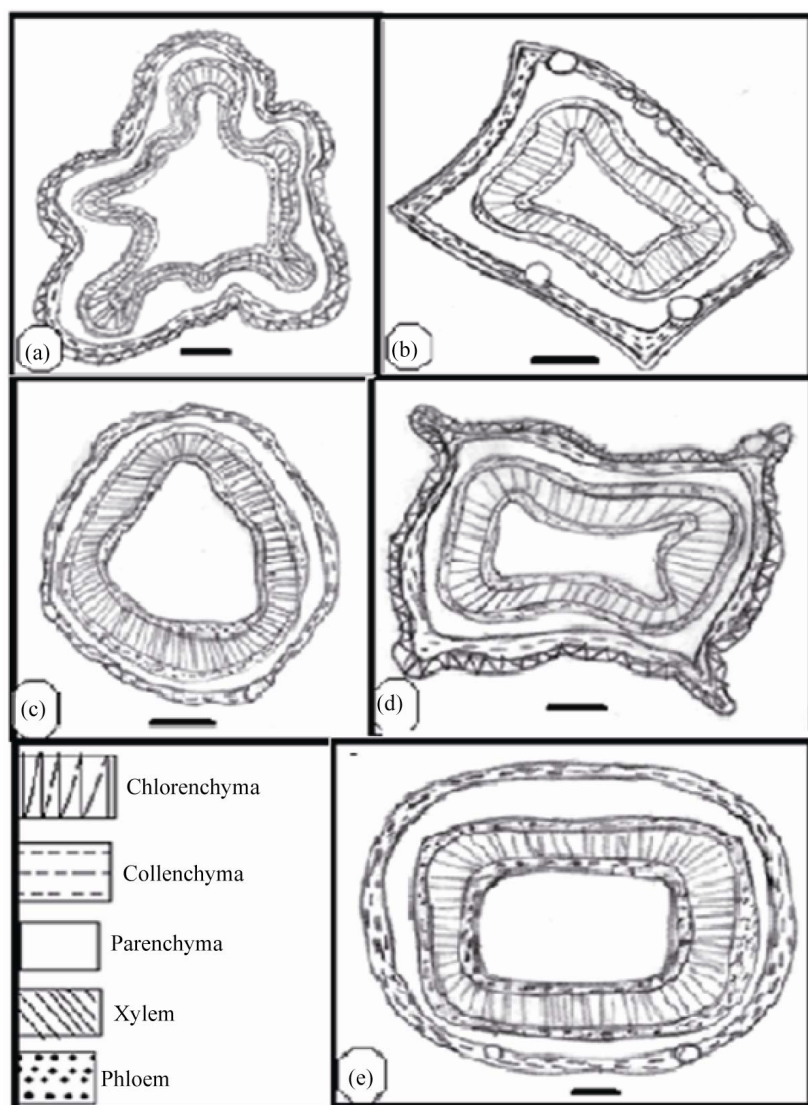 (a)
(b)
(c)
(d)
Chlorenchyma
Collenchyma
Parenchyma
Xylem
Phloem
(e)